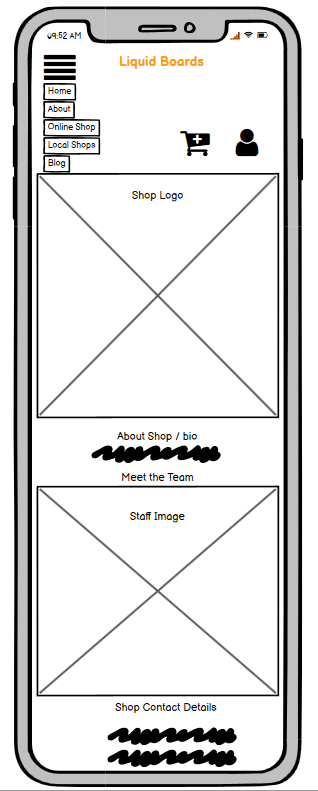 09:52 AM
Liquid Boards
Home
About
Online Shop
Local Shops
Blog
Shop Logo
About Shop / bio
Meet the Team
Staff Image
Shop Contact Details